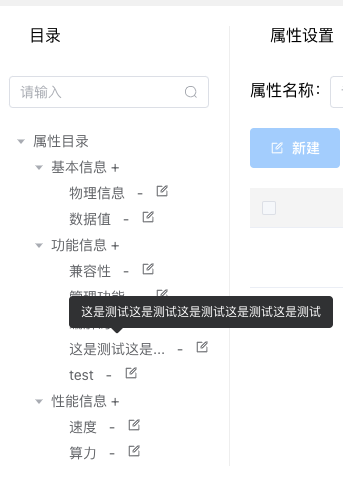 目录
属性设置
请输入
属性名称：
属性目录
新建
基本信息 +
物理信息 -
数据值 -
功能信息 +
兼容性 -
管理功能 -
这是测试这是测试这是测试这是测试这是测试
这是测试这是... -
test -
性能信息 +
速度 -
算力 -